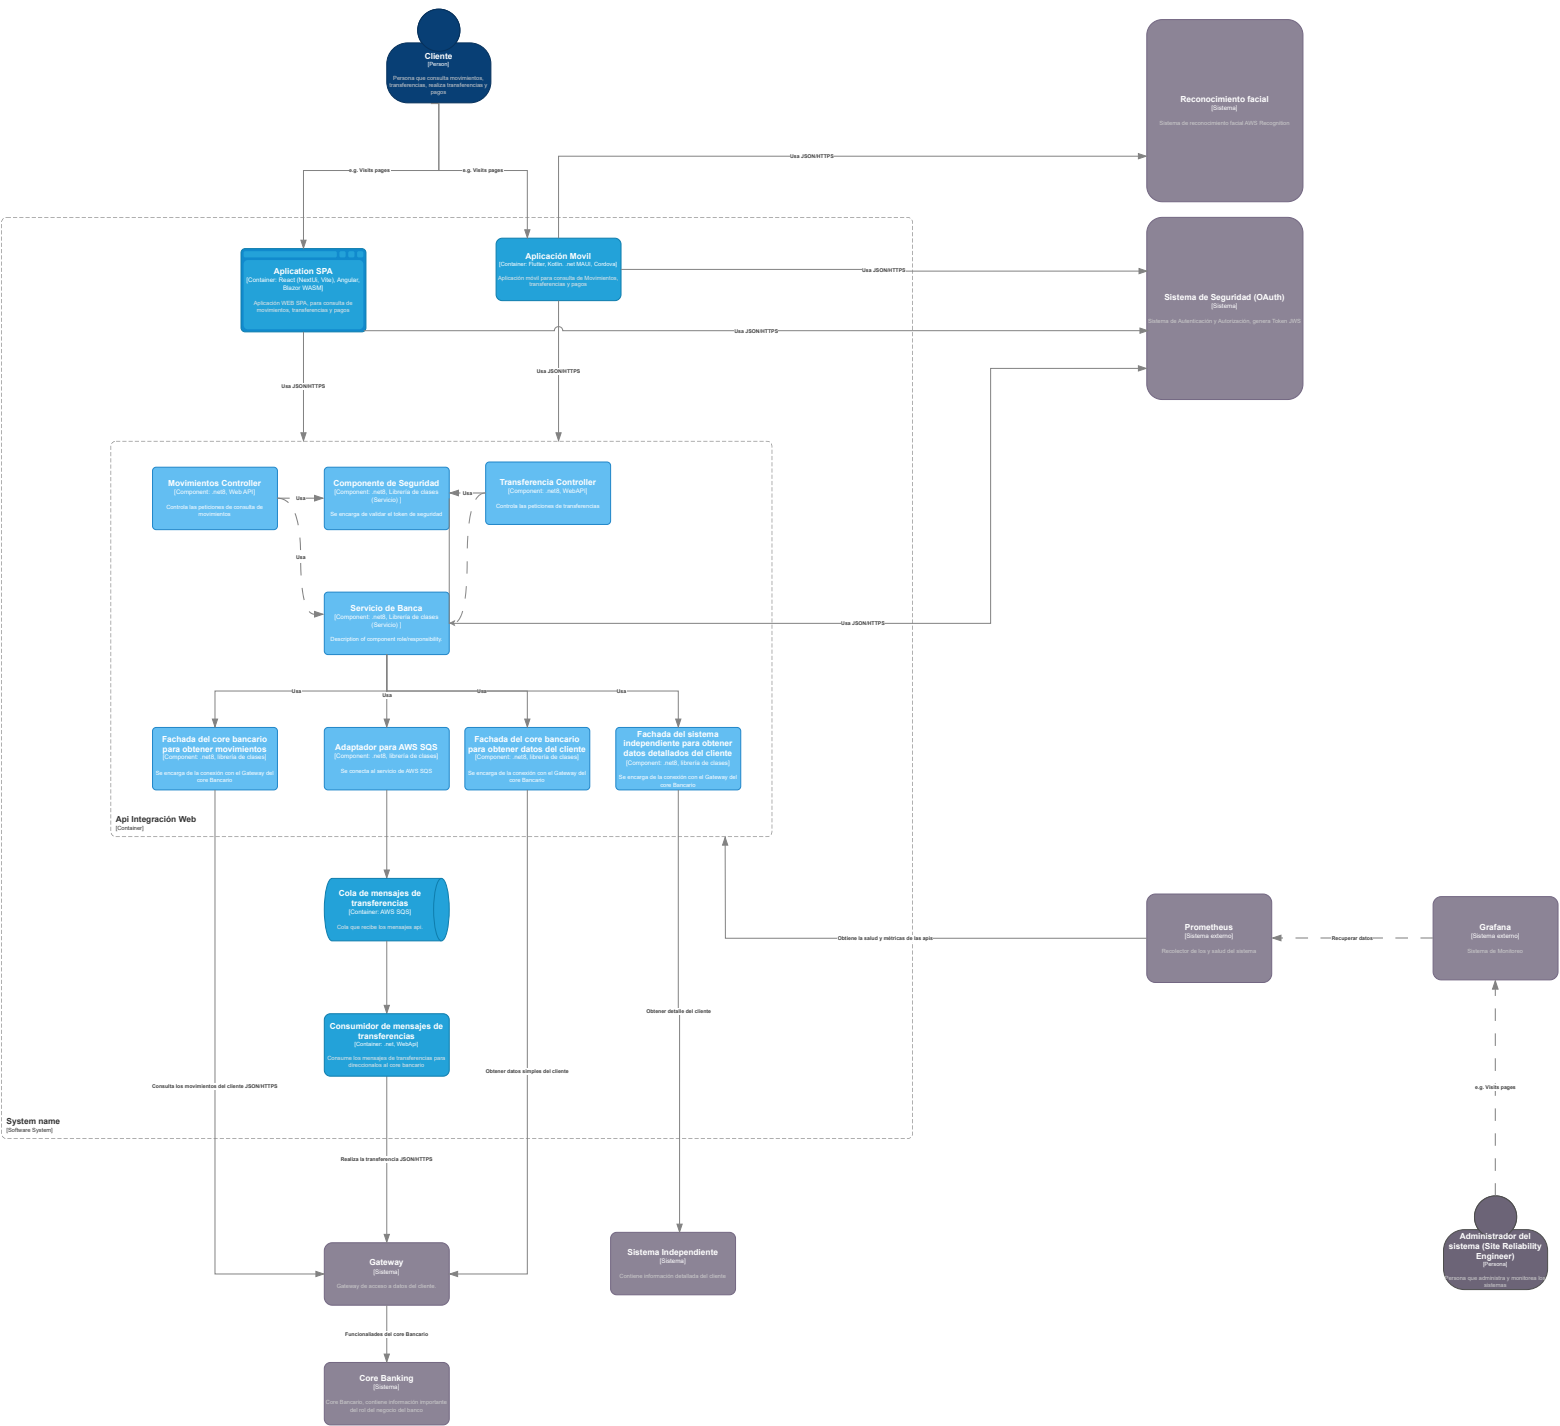 Cliente
[Person]
Persona que consulta movimientos,
transferencias, realiza transferencias y
pagos
Reconocimiento facial
[Sistema]
Sistema de reconocimiento facial AWS Recognition
Usa JSON/HTTPS
e.g. Visits pages
e.g. Visits pages
Aplication SPA
[Container: React (NextUi, Vite), Angular,
Blazor WASM]
Aplicación WEB SPA, para consulta de
movimientos, transferencias y pagos
Aplicación Movil
[Container: Flutter, Kotlin. .net MAUI, Cordova]
Aplicación móvil para consulta de Movimientos,
transferencias y pagos
Usa JSON/HTTPS
Sistema de Seguridad (OAuth)
[Sistema]
Sistema de Autenticación y Autorización, genera Token JWS
Usa JSON/HTTPS
Usa JSON/HTTPS
Usa JSON/HTTPS
Movimientos Controller
[Component: .net8, Web API]
Controla las peticiones de consulta de
movimientos
Usa
Componente de Seguridad
[Component: .net8, Librería de clases
(Servicio) ]
Se encarga de validar el token de seguridad
Usa
Transferencia Controller
[Component: .net8, WebAPI]
Controla las peticiones de transferencias
Usa
Servicio de Banca
[Component: .net8, Librería de clases
(Servicio) ]
Description of component role/responsibility.
Usa JSON/HTTPS
Usa
Usa
Usa
Usa
Fachada del core bancario
para obtener movimientos
[Component: .net8, librería de clases]
Se encarga de la conexión con el Gateway del
core Bancario
Adaptador para AWS SQS
[Component: .net8, librería de clases]
Se conecta al servicio de AWS SQS
Fachada del core bancario
para obtener datos del cliente
[Component: .net8, librería de clases]
Se encarga de la conexión con el Gateway del
core Bancario
Fachada del sistema
independiente para obtener
datos detallados del cliente
[Component: .net8, librería de clases]
Se encarga de la conexión con el Gateway del
core Bancario
Api Integración Web
[Container]
Cola de mensajes de
transferencias
[Container: AWS SQS]
Cola que recibe los mensajes api
Obtiene la salud y métricas de las apis
Prometheus
[Sistema externo]
Recolector de los y salud del sistema
Recuperar datos
Grafana
[Sistema externo]
Sistema de Monitoreo
Obtener detalle del cliente
Consumidor de mensajes de
transferencias
[Container: .net, WebApi]
Consume los mensajes de transferencias para
direccionalos al core bancario
Obtener datos simples del cliente
Consulta los movimientos del cliente JSON/HTTPS
e.g. Visits pages
System name
[Software System]
Realiza la transferencia JSON/HTTPS
Gateway
[Sistema]
Gateway de acceso a datos del cliente.
Sistema Independiente
[Sistema]
Contiene información detallada del cliente
Administrador del
sistema (Site Reliability
Engineer)
[Persona]
Persona que administra y monitorea los
sistemas
Funcionaliades del core Bancario
Core Banking
[Sistema]
Core Bancario, contiene información importante
del rol del negocio del banco